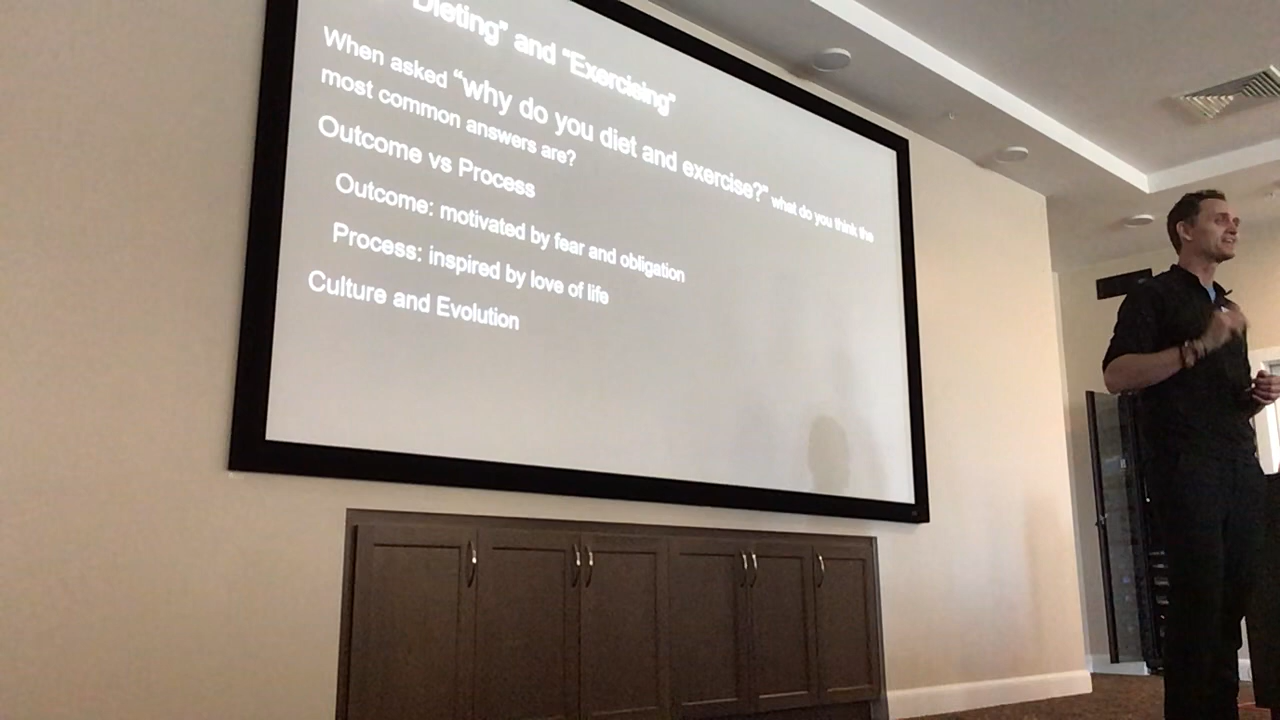 "Dieting" and "Exercising"
When asked “why do you diet and exercise?” what do you think the
most common answers are?
Outcome vs Process
Outcome: motivated by fear and obligation
Process: inspired by love of life
Culture and Evolution